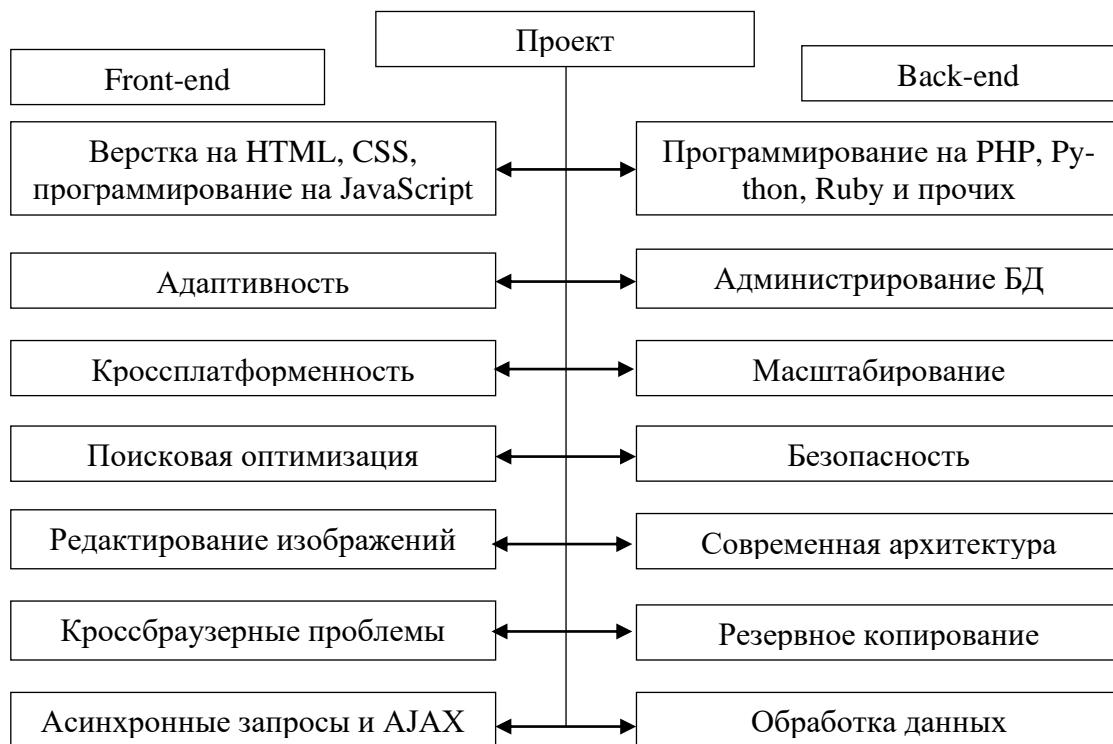 Проект
Front-end
Back-end
Верстка на HTML, CSS,
программирование на JavaScript
Программирование на PHP, Py-
thon, Ruby и прочих
Адаптивность
Администрирование БД
Кроссплатформенность
Масштабирование
Поисковая оптимизация
Безопасность
Редактирование изображений
Современная архитектура
Кроссбраузерные проблемы
Резервное копирование
Асинхронные запросы и AJAX
Обработка данных